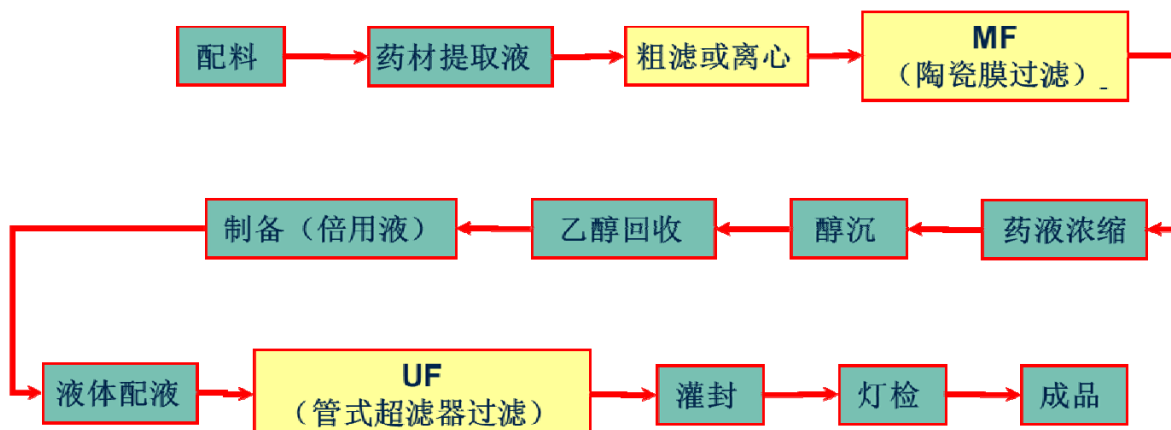 配料
药材提取液
粗滤或离心
MF
（陶瓷膜过滤）
药液浓缩
醇沉
乙醇回收
制备（倍用液）
液体配液
UF
（管式超滤器过滤）
灌封
灯检
成品